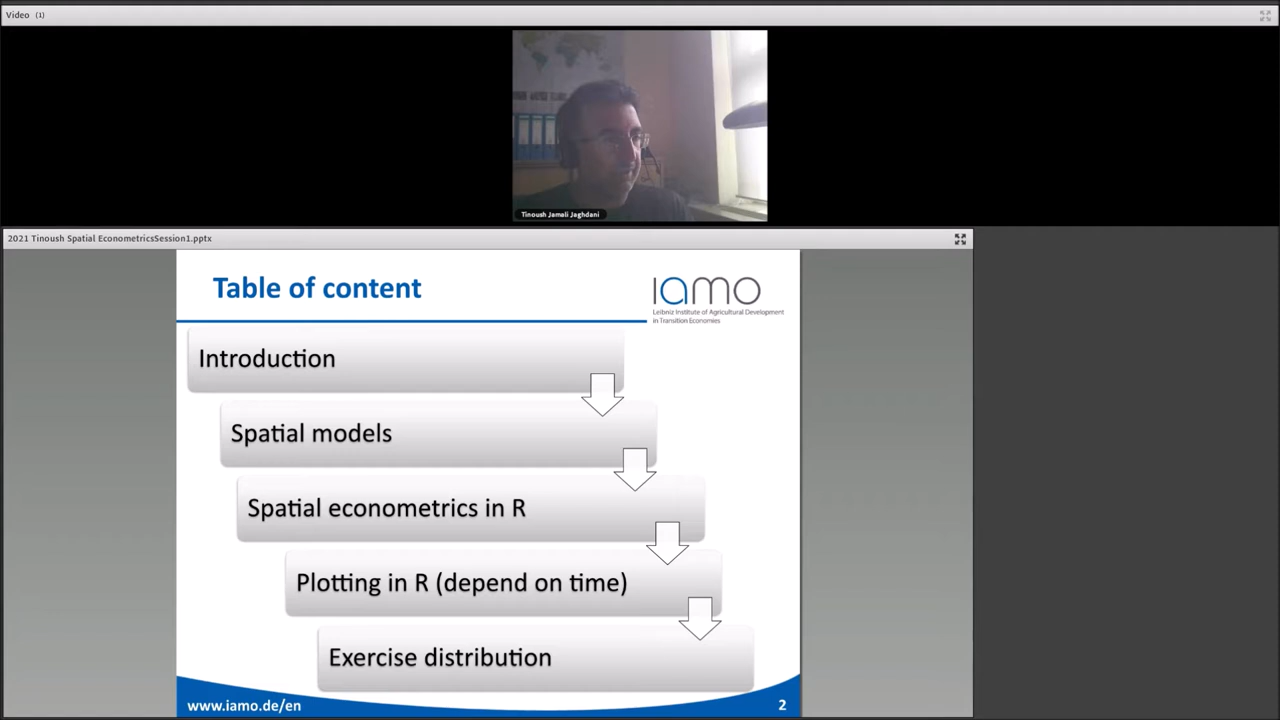 Video (1)
Tinoush Jamali Jaghdani
2021 Tinoush Spatial EconometricsSession1.pptx
Table of content
iamo
Leibniz Institute of Agricultural Development
in Transition Economies
Introduction
Spatial models
Spatial econometrics in R
Plotting in R (depend on time)
Exercise distribution
www.iamo.de/en
2